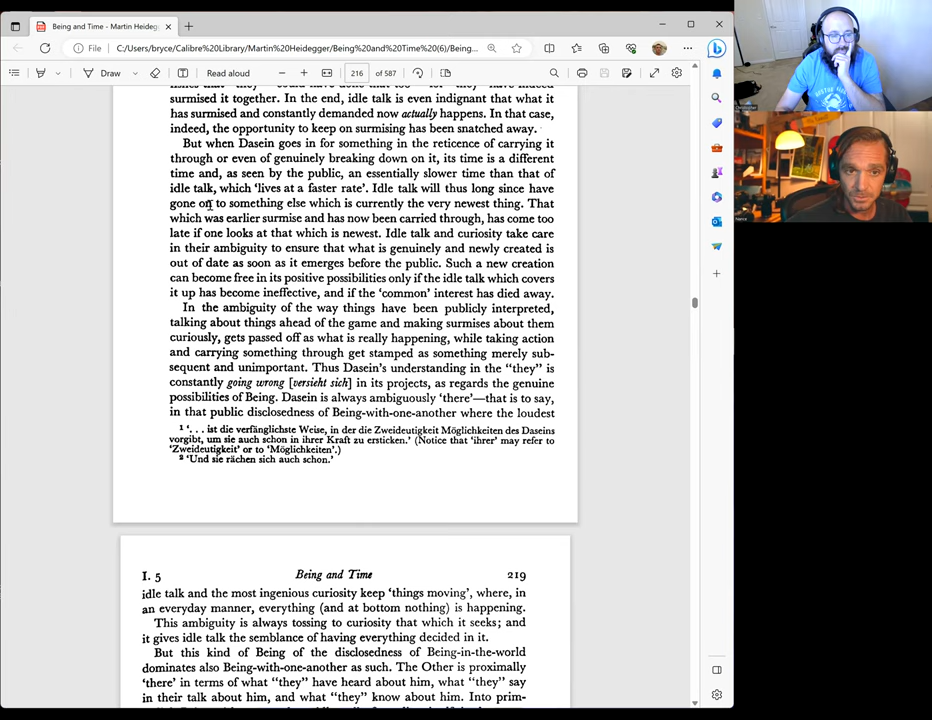 Being and Time - Martin Heideg
File
C:/Users/bryce/Calibre%20Library/Martin%20Heidegger/Being%20and%20Time%20(6)/Being...
Draw
Read aloud
216 of 587
surmised it together. In the end, idle talk is even indignant that what it
has surmised and constantly demanded now actually happens. In that case,
indeed, the opportunity to keep on surmising has been snatched away.
But when Dasein goes in for something in the reticence of carrying it
through or even of genuinely breaking down on it, its time is a different
time and, as seen by the public, an essentially slower time than that of
idle talk, which 'lives at a faster rate'. Idle talk will thus long since have
gone on to something else which is currently the very newest thing. That
which was earlier surmise and has now been carried through, has come too
late if one looks at that which is newest. Idle talk and curiosity take care
in their ambiguity to ensure that what is genuinely and newly created is
out of date as soon as it emerges before the public. Such a new creation
can become free in its positive possibilities only if the idle talk which covers
it up has become ineffective, and if the 'common' interest has died away.
In the ambiguity of the way things have been publicly interpreted,
talking about things ahead of the game and making surmises about them
curiously, gets passed off as what is really happening, while taking action
and carrying something through get stamped as something merely sub-
sequent and unimportant. Thus Dasein's understanding in the "they" is
constantly going wrong [versieht sich] in its projects, as regards the genuine
possibilities of Being. Dasein is always ambiguously 'there'—that is to say,
in that public disclosedness of Being-with-one-another where the loudest
1 '. . . ist die verfänglichste Weise, in der die Zweideutigkeit Möglichkeiten des Daseins
vorgibt, um sie auch schon in ihrer Kraft zu ersticken.' (Notice that 'ihrer' may refer to
'Zweideutigkeit' or to 'Möglichkeiten'.)
2 'Und sie rächen sich auch schon.'
I. 5 Being and Time 219
idle talk and the most ingenious curiosity keep 'things moving', where, in
an everyday manner, everything (and at bottom nothing) is happening.
This ambiguity is always tossing to curiosity that which it seeks; and
it gives idle talk the semblance of having everything decided in it.
But this kind of Being of the disclosedness of Being-in-the-world
dominates also Being-with-one-another as such. The Other is proximally
'there' in terms of what "they" have heard about him, what "they" say
in their talk about him, and what "they" know about him. Into prim-